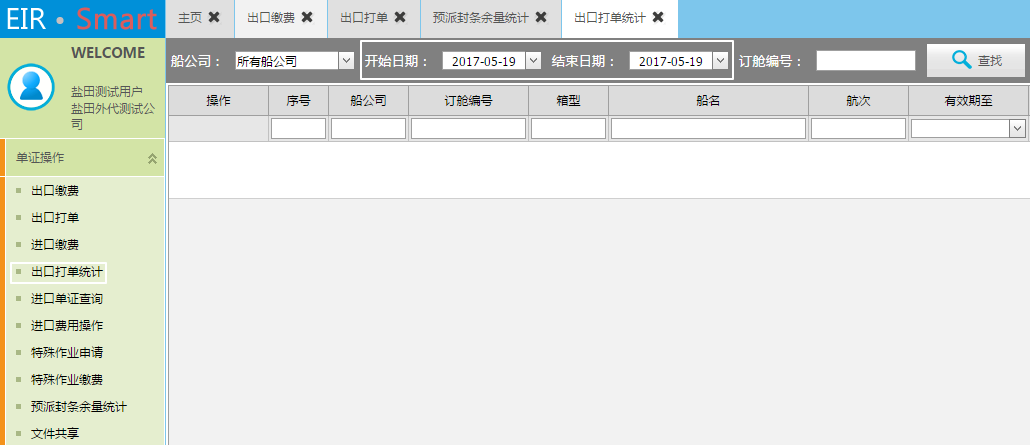 EIR • Smart
主页 出口缴费 出口打单 预派封条余量统计 出口打单统计
WELCOME
盐田测试用户
盐田外代测试公
司
船公司： 所有船公司 开始日期： 2017-05-19 结束日期： 2017-05-19 订舱编号： 查找
操作 序号 船公司 订舱编号 箱型 船名 航次 有效期至
单证操作
出口缴费
出口打单
进口缴费
出口打单统计
进口单证查询
进口费用操作
特殊作业申请
特殊作业缴费
预派封条余量统计
文件共享